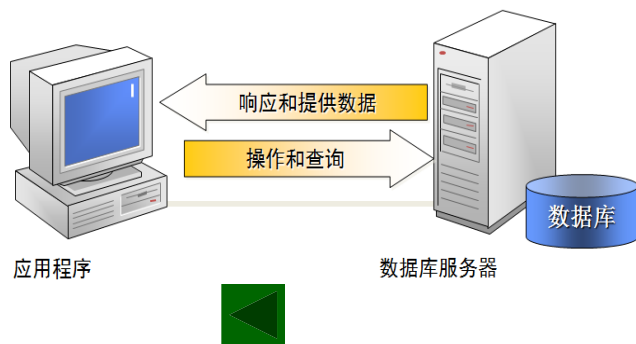 响应和提供数据
操作和查询
数据库
应用程序
数据库服务器